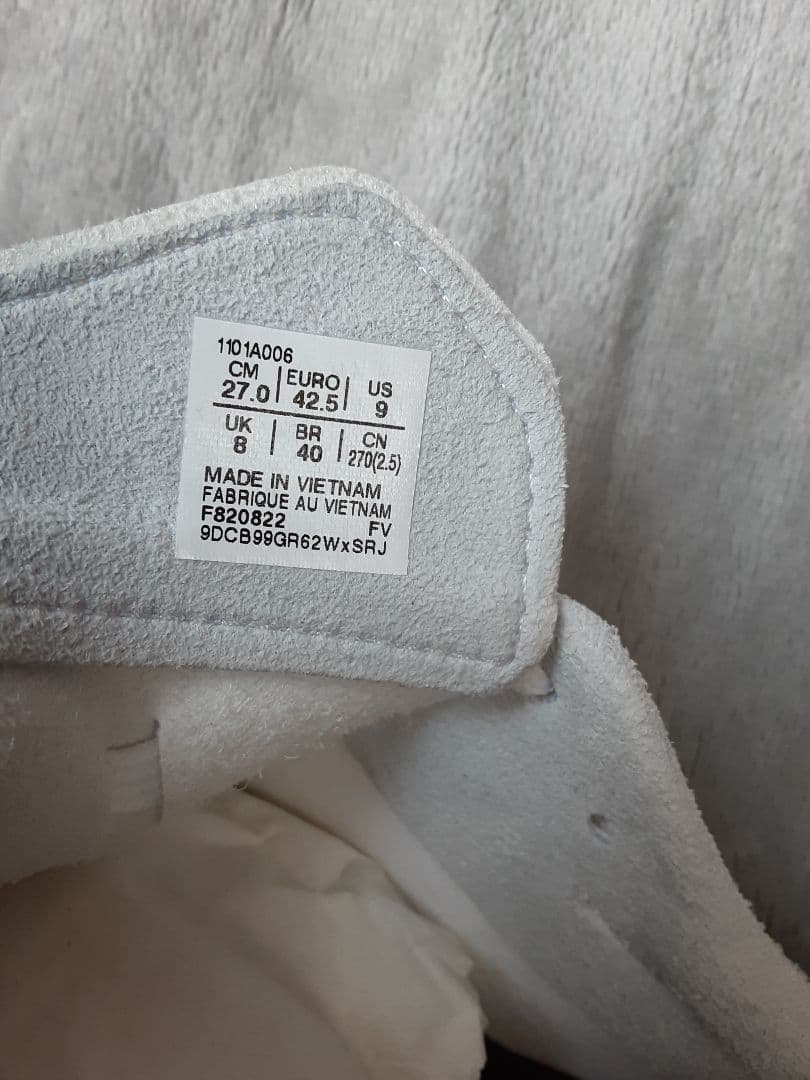 1101A006
CM | EURO | US
27.0 | 42.5 | 9
UK | BR | CN
8 | 40 | 270(2.5)
MADE IN VIETNAM
FABRIQUE AU VIETNAM
F820822 FV
9DCB99GR62WxSRJ